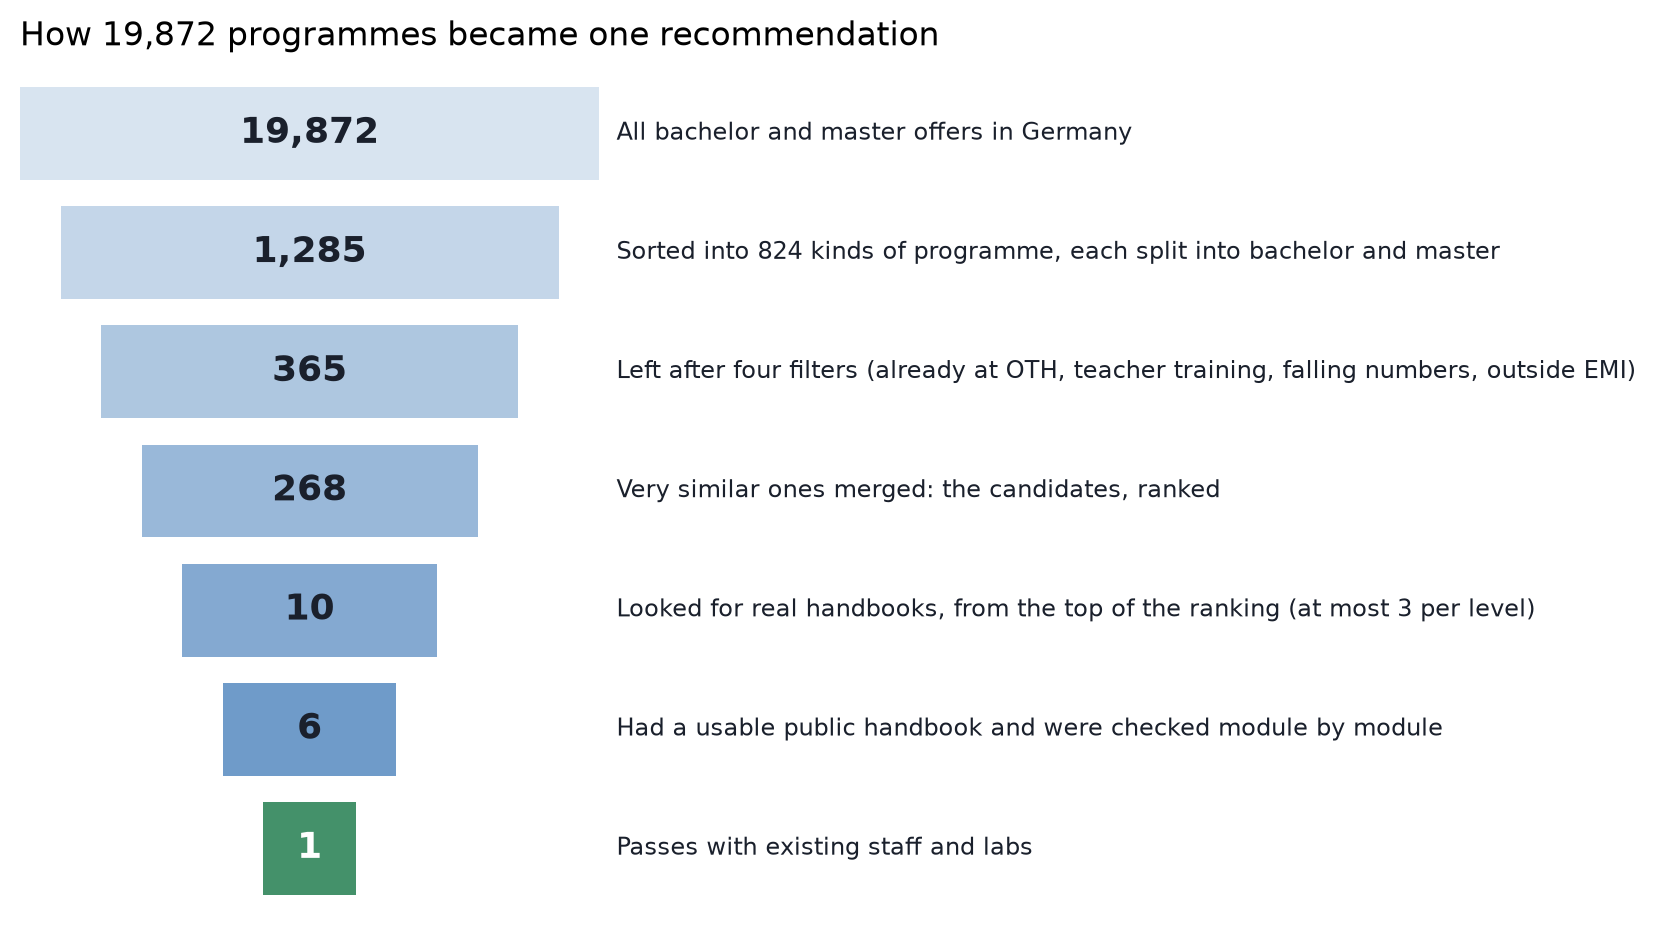 How 19,872 programmes became one recommendation
19,872 All bachelor and master offers in Germany
1,285 Sorted into 824 kinds of programme, each split into bachelor and master
365 Left after four filters (already at OTH, teacher training, falling numbers, outside EMI)
268 Very similar ones merged: the candidates, ranked
10 Looked for real handbooks, from the top of the ranking (at most 3 per level)
6 Had a usable public handbook and were checked module by module
1 Passes with existing staff and labs